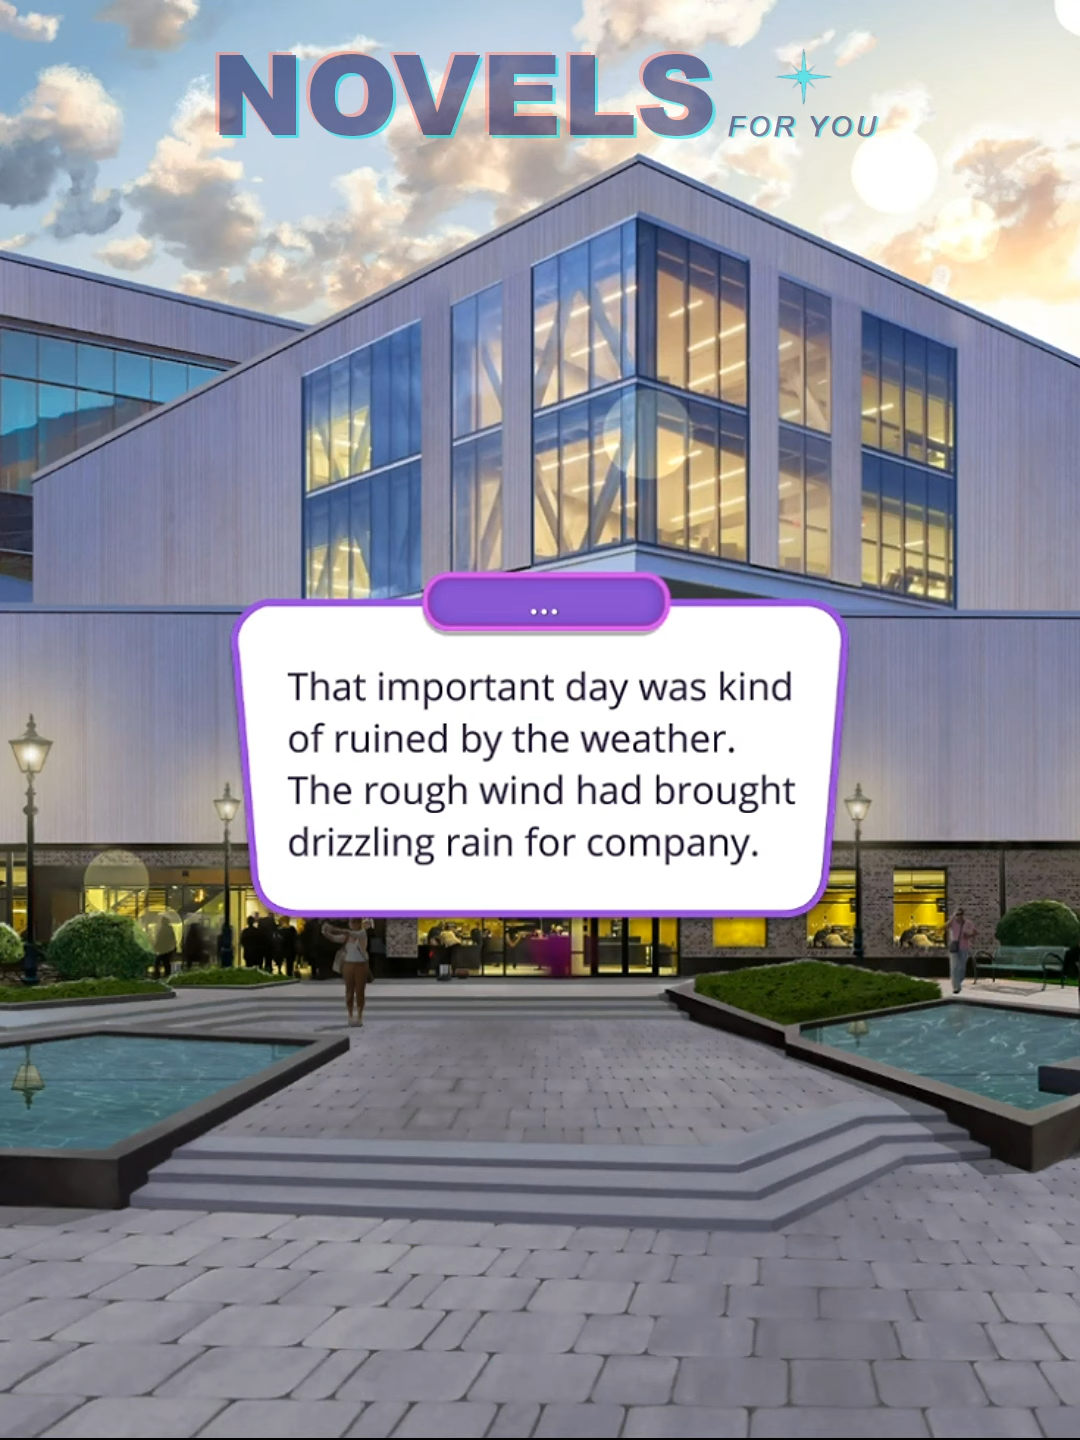 NOVELS
FOR YOU
...
That important day was kind
of ruined by the weather.
The rough wind had brought
drizzling rain for company.